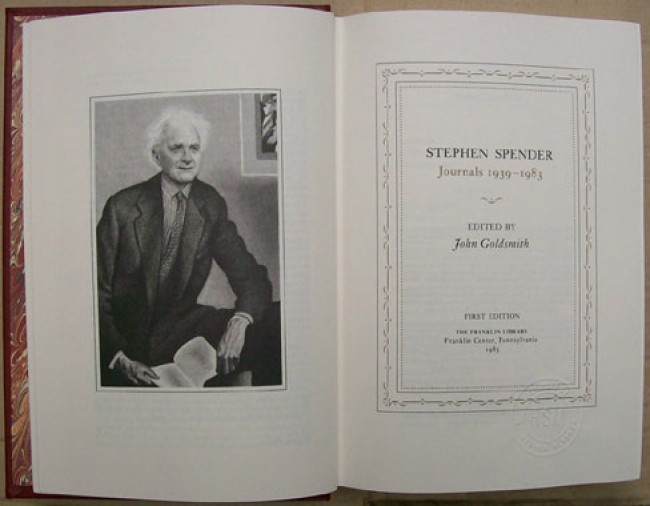 STEPHEN SPENDER
Journals 1939–1983
EDITED BY
John Goldsmith
FIRST EDITION
THE FRANKLIN LIBRARY
Franklin Center, Pennsylvania
1985